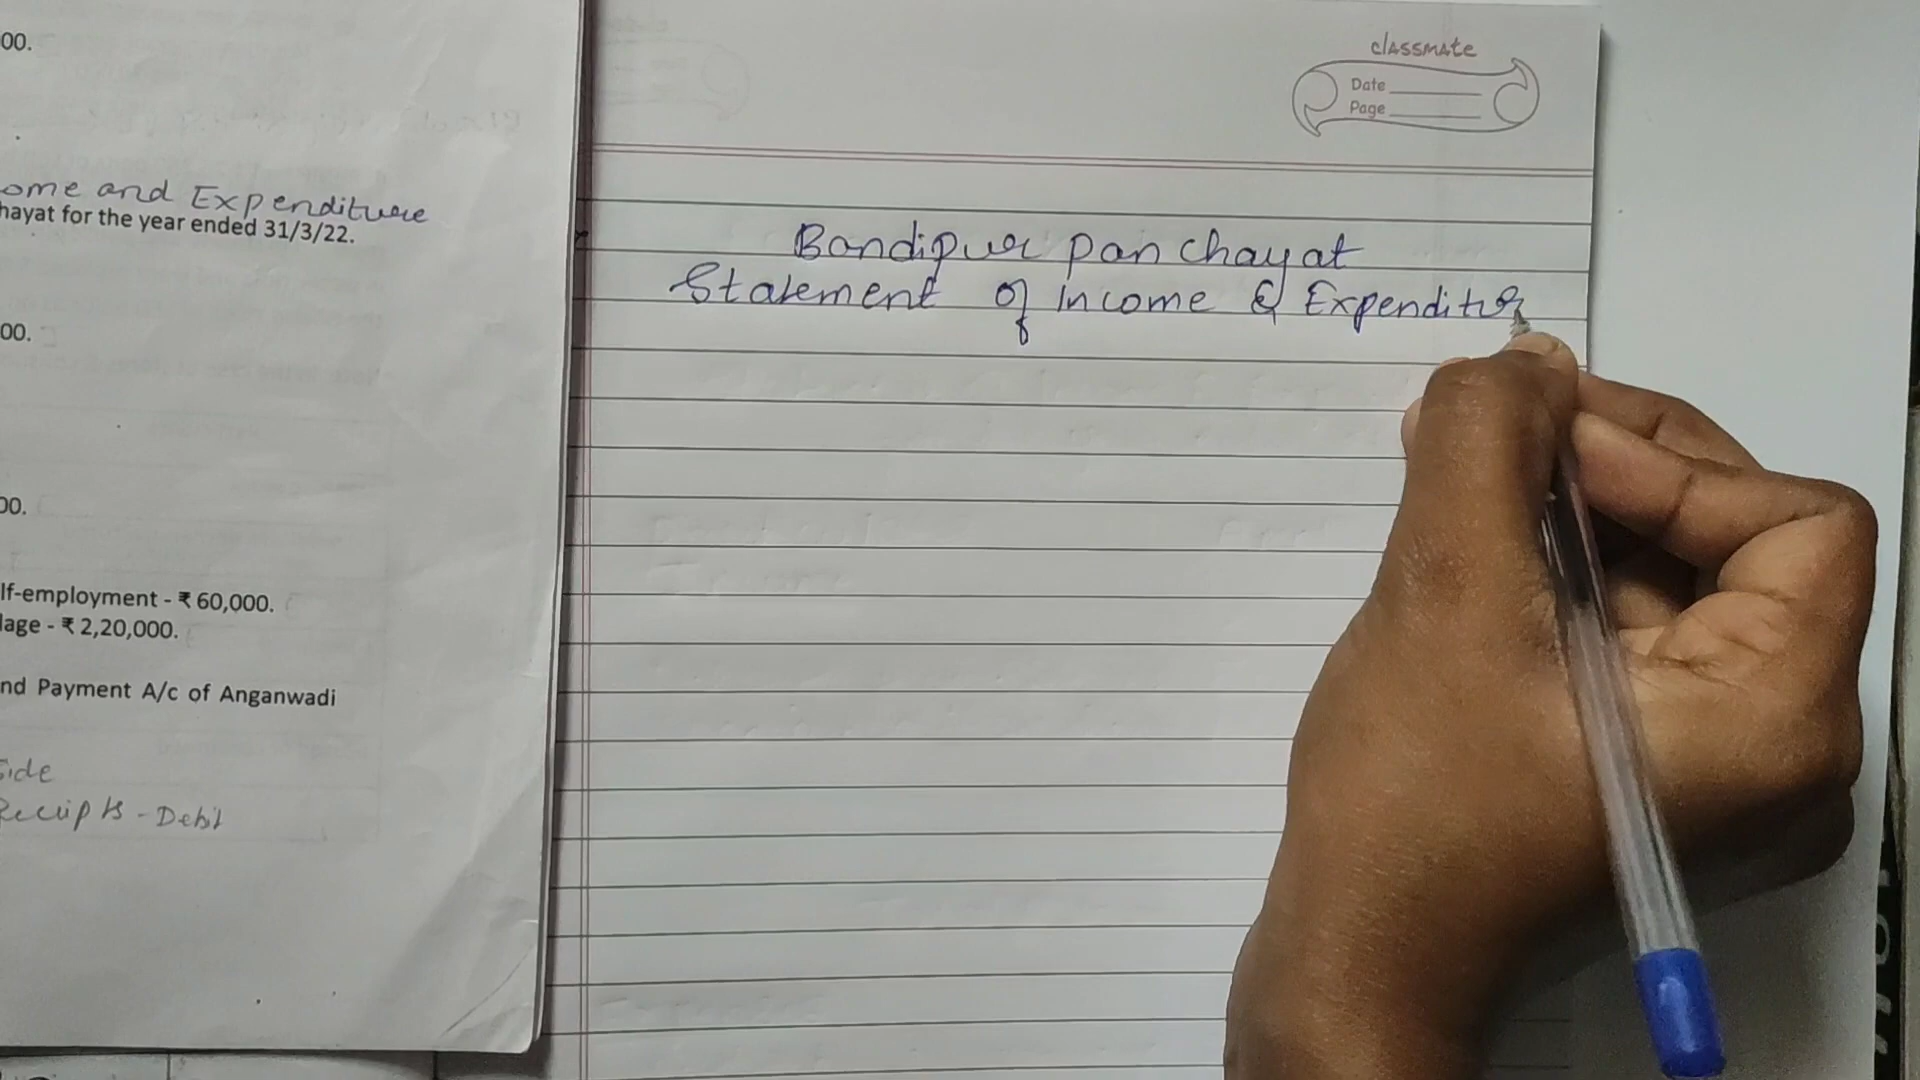 00.
ome and Expenditure
hayat for the year ended 31/3/22.
00.
00.
lf-employment - ₹ 60,000.
lage - ₹ 2,20,000.
nd Payment A/c of Anganwadi
side
Receipts - Debit
classmate
Date
Page
Bandipur panchayat
Statement of income & Expenditur